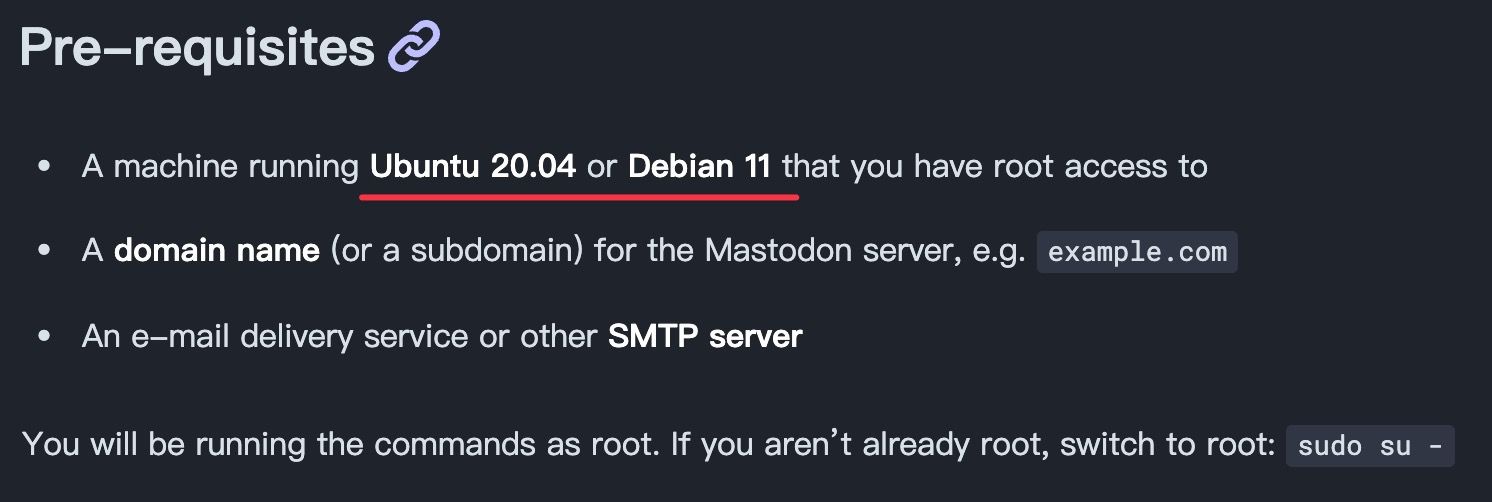 Pre-requisites
• A machine running Ubuntu 20.04 or Debian 11 that you have root access to
• A domain name (or a subdomain) for the Mastodon server, e.g. example.com
• An e-mail delivery service or other SMTP server
You will be running the commands as root. If you aren’t already root, switch to root: sudo su -